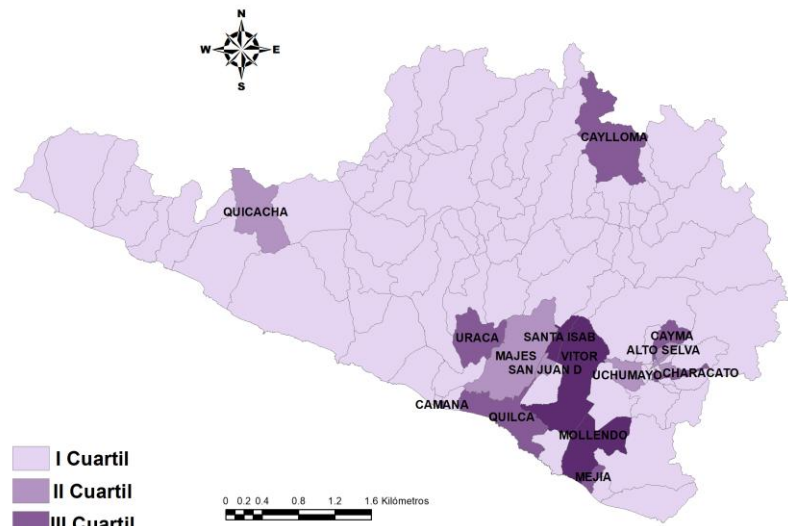 N
W E
S
CAYLLOMA
QUICACHA
URACA
SANTA ISAB
CAYMA
MAJES
VITOR
ALTO SELVA
SAN JUAN D
UCHUMAYO
CHARACATO
CAMANA
QUILCA
MOLLENDO
MEJIA
I Cuartil
II Cuartil
III Cuartil
0 0.2 0.4 0.8 1.2 1.6 Kilómetros